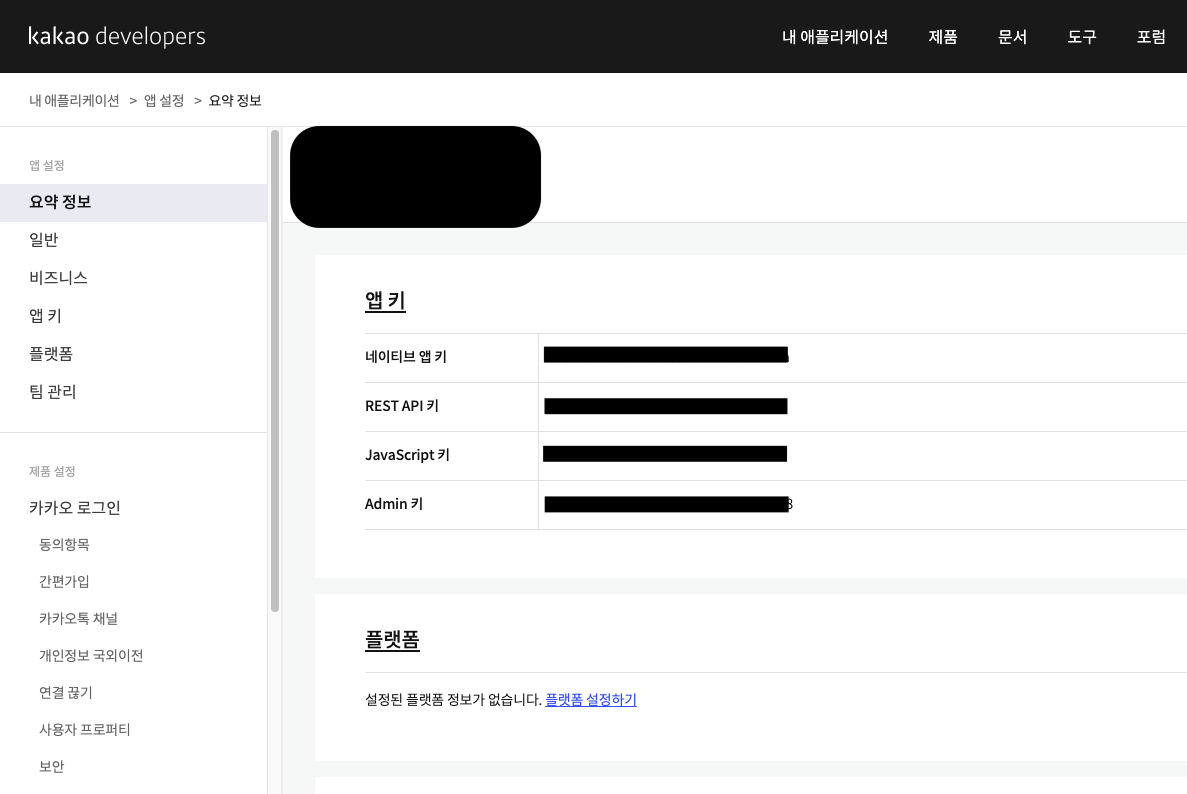 kakao developers
내 애플리케이션 제품 문서 도구 포럼
내 애플리케이션 > 앱 설정 > 요약 정보
앱 설정
요약 정보
일반
비즈니스
앱 키
플랫폼
팀 관리
제품 설정
카카오 로그인
동의항목
간편가입
카카오톡 채널
개인정보 국외이전
연결 끊기
사용자 프로퍼티
보안
앱 키
네이티브 앱 키
REST API 키
JavaScript 키
Admin 키
플랫폼
설정된 플랫폼 정보가 없습니다. 플랫폼 설정하기